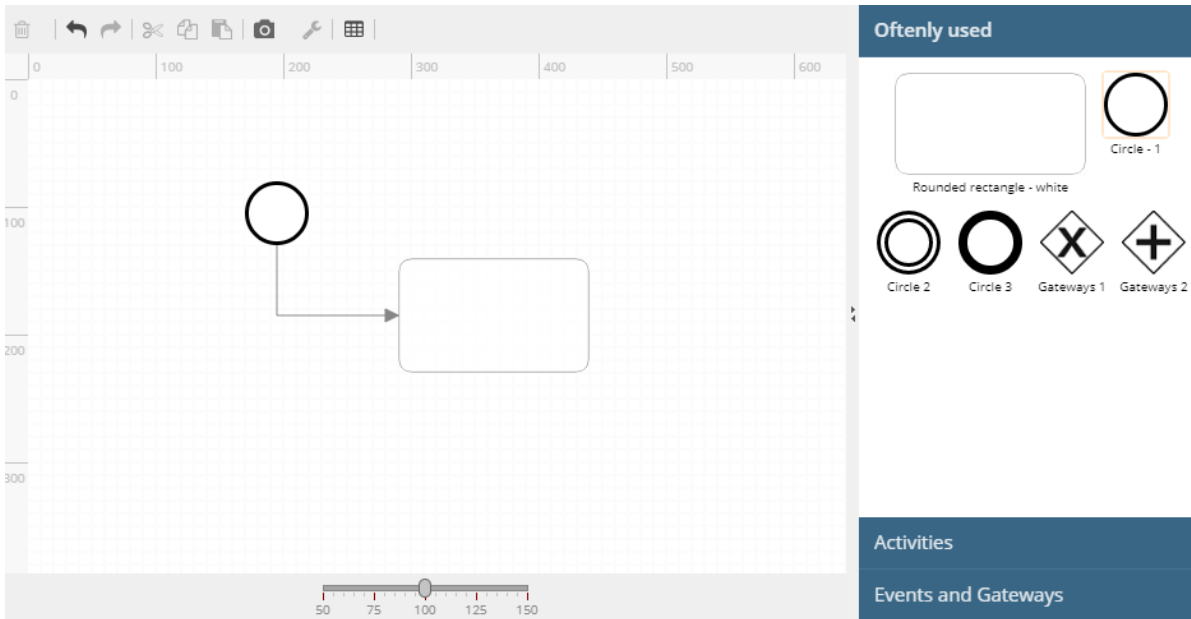 Oftenly used
0 100 200 300 400 500 600
0
100
200
300
Circle - 1
Rounded rectangle - white
Circle 2 Circle 3 Gateways 1 Gateways 2
Activities
Events and Gateways
50 75 100 125 150